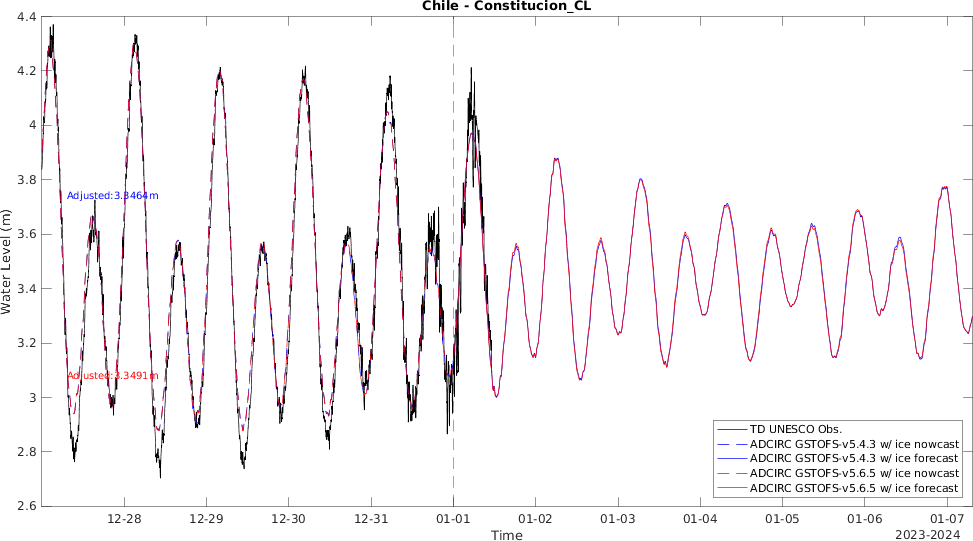 Chile - Constitucion_CL
4.4
4.2
4
3.8
3.6
3.4
3.2
3
2.8
2.6
Water Level (m)
Adjusted:3.3464m
Adjusted:3.3491m
TD UNESCO Obs.
ADCIRC GSTOFS-v5.4.3 w/ ice nowcast
ADCIRC GSTOFS-v5.4.3 w/ ice forecast
ADCIRC GSTOFS-v5.6.5 w/ ice nowcast
ADCIRC GSTOFS-v5.6.5 w/ ice forecast
12-28 12-29 12-30 12-31 01-01 01-02 01-03 01-04 01-05 01-06 01-07
Time
2023-2024